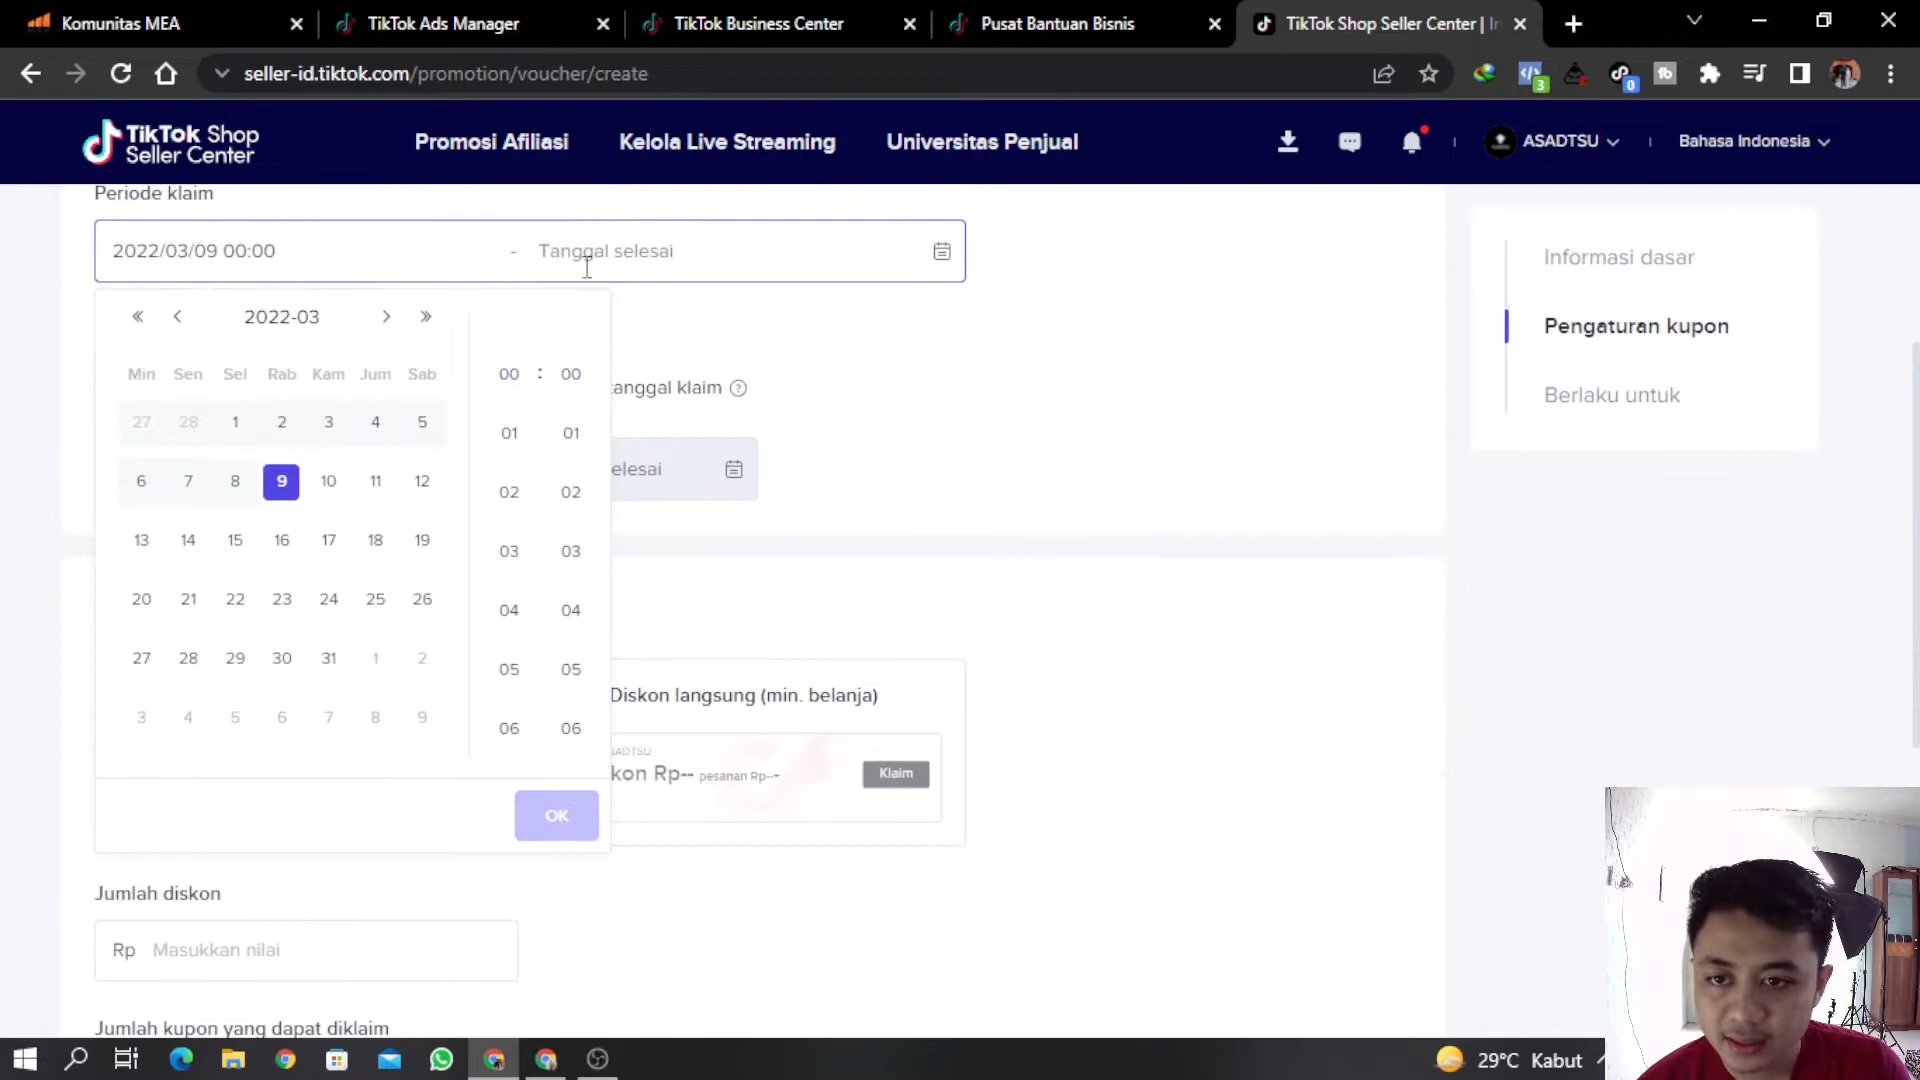 Komunitas MEA
TikTok Ads Manager
TikTok Business Center
Pusat Bantuan Bisnis
TikTok Shop Seller Center | In
seller-id.tiktok.com/promotion/voucher/create
3
0
TikTok Shop
Seller Center
Promosi Afiliasi
Kelola Live Streaming
Universitas Penjual
ASADTSU
Bahasa Indonesia
Periode klaim
2022/03/09 00:00 - Tanggal selesai
« ‹ 2022-03 › »
Min Sen Sel Rab Kam Jum Sab
27 28 1 2 3 4 5
6 7 8 9 10 11 12
13 14 15 16 17 18 19
20 21 22 23 24 25 26
27 28 29 30 31 1 2
3 4 5 6 7 8 9
00 : 00
01 01
02 02
03 03
04 04
05 05
06 06
OK
tanggal klaim
selesai
Diskon langsung (min. belanja)
SADTSU
kon Rp-- pesanan Rp--
Klaim
Jumlah diskon
Rp Masukkan nilai
Jumlah kupon yang dapat diklaim
Informasi dasar
Pengaturan kupon
Berlaku untuk
29°C Kabut